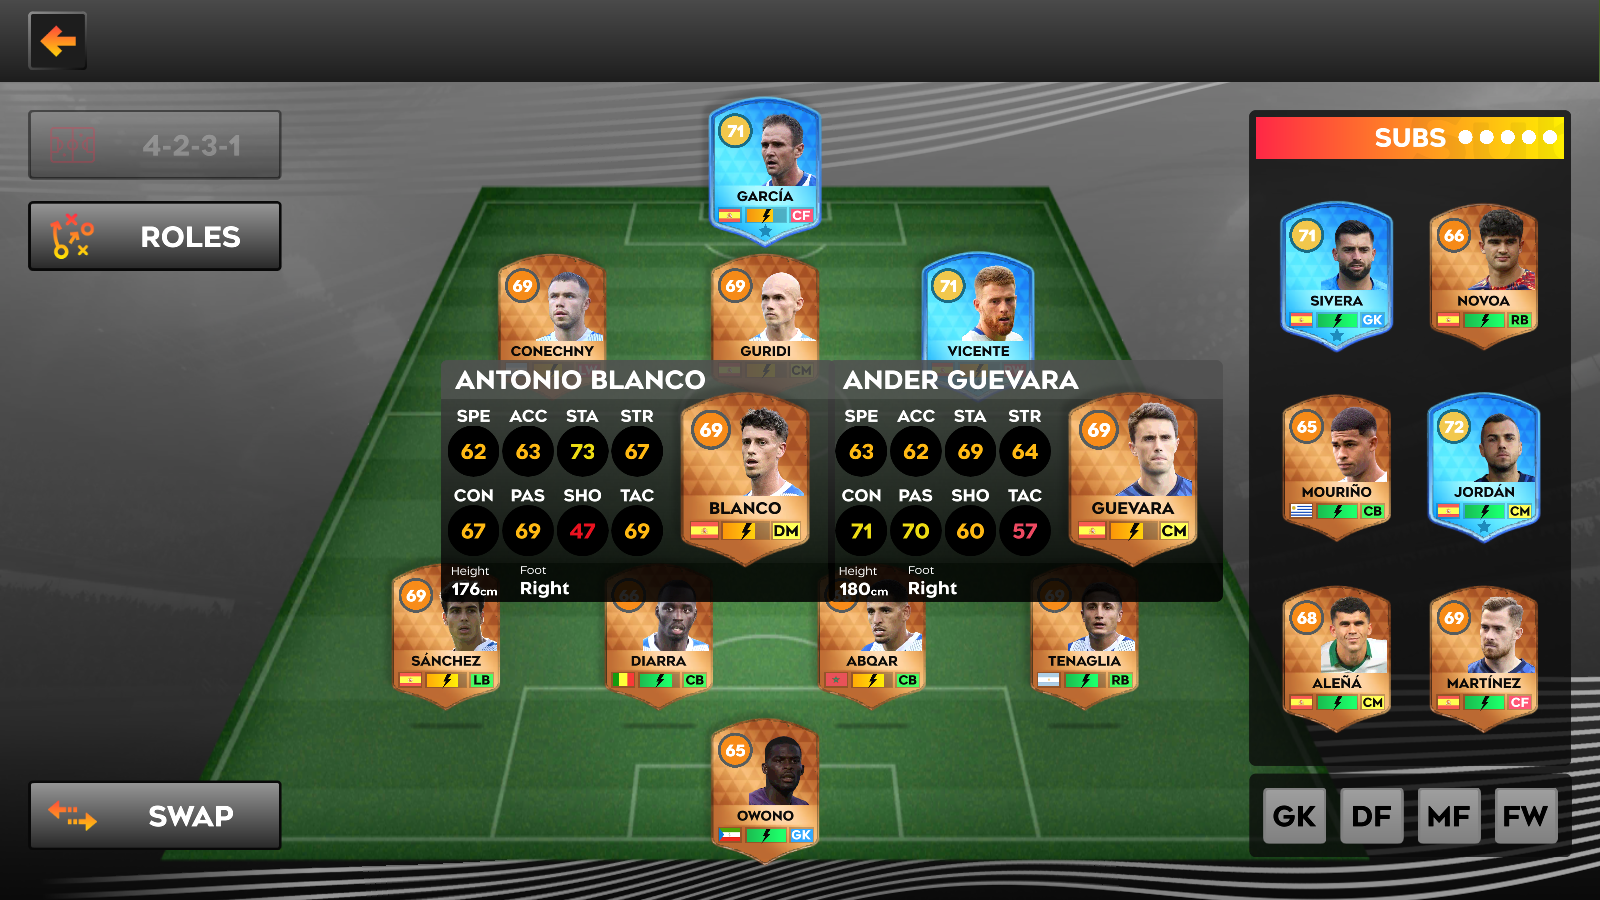 4-2-3-1
ROLES
SWAP
71
GARCÍA
CF
69
CONECHNY
69
GURIDI
CM
71
VICENTE
ANTONIO BLANCO
SPE ACC STA STR
62 63 73 67
CON PAS SHO TAC
67 69 47 69
Height Foot
176cm Right
69
BLANCO
DM
ANDER GUEVARA
SPE ACC STA STR
63 62 69 64
CON PAS SHO TAC
71 70 60 57
Height Foot
180cm Right
69
GUEVARA
CM
69
SÁNCHEZ
LB
66
DIARRA
CB
ABQAR
CB
69
TENAGLIA
RB
65
OWONO
GK
SUBS
71
SIVERA
GK
66
NOVOA
RB
65
MOURIÑO
CB
72
JORDÁN
CM
68
ALEÑÁ
CM
69
MARTÍNEZ
CF
GK DF MF FW